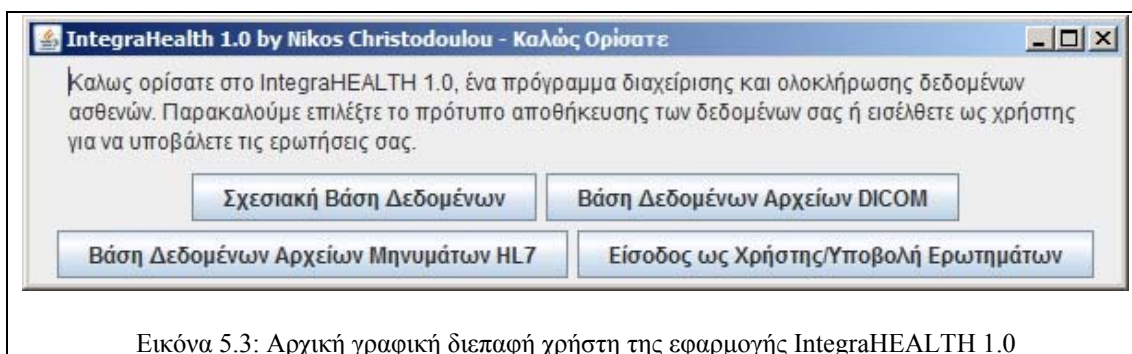 IntegraHealth 1.0 by Nikos Christodoulou - Καλώς Ορίσατε
Καλως ορίσατε στο IntegraHEALTH 1.0, ένα πρόγραμμα διαχείρισης και ολοκλήρωσης δεδομένων
ασθενών. Παρακαλούμε επιλέξτε το πρότυπο αποθήκευσης των δεδομένων σας ή εισέλθετε ως χρήστης
για να υποβάλετε τις ερωτήσεις σας.
Σχεσιακή Βάση Δεδομένων Βάση Δεδομένων Αρχείων DICOM
Βάση Δεδομένων Αρχείων Μηνυμάτων HL7 Είσοδος ως Χρήστης/Υποβολή Ερωτημάτων
Εικόνα 5.3: Αρχική γραφική διεπαφή χρήστη της εφαρμογής IntegraHEALTH 1.0